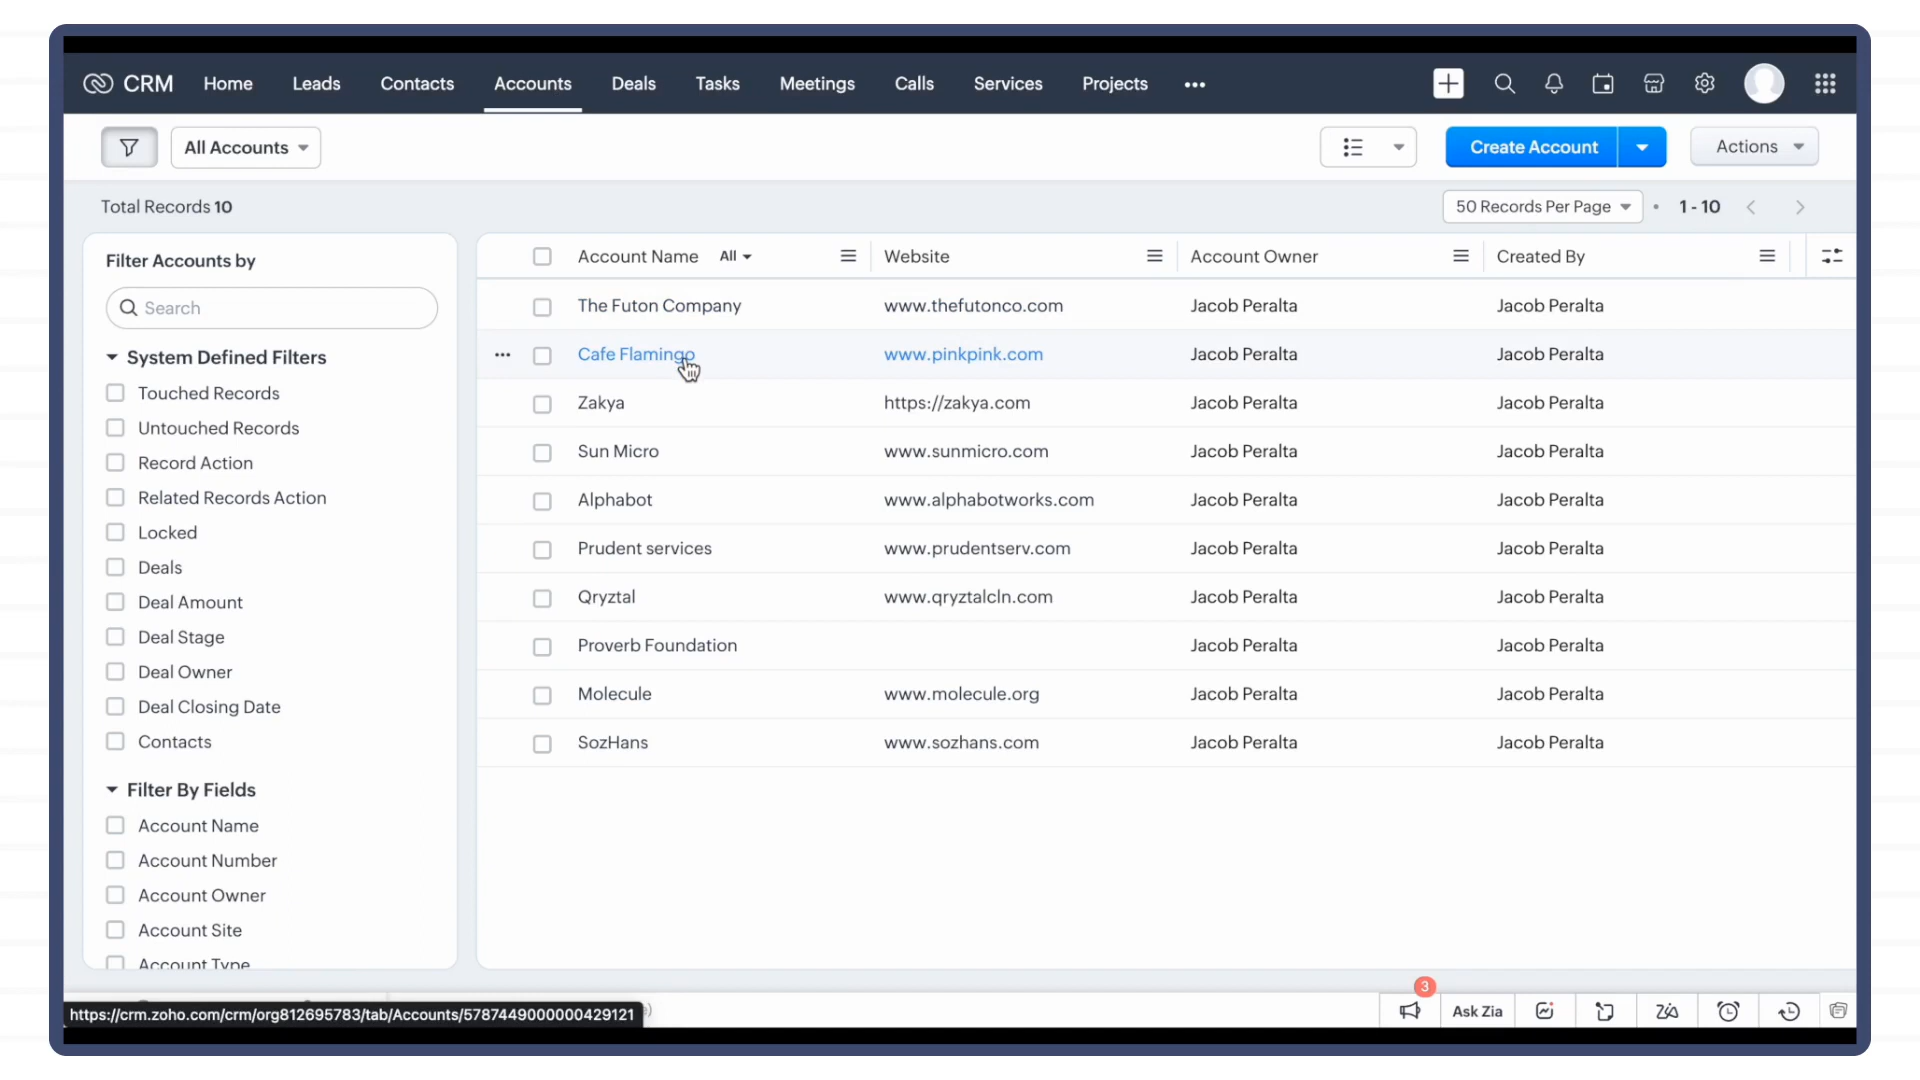 CRM Home Leads Contacts Accounts Deals Tasks Meetings Calls Services Projects
All Accounts Create Account Actions
Total Records 10 50 Records Per Page • 1 - 10
Filter Accounts by
Search
System Defined Filters
Touched Records
Untouched Records
Record Action
Related Records Action
Locked
Deals
Deal Amount
Deal Stage
Deal Owner
Deal Closing Date
Contacts
Filter By Fields
Account Name
Account Number
Account Owner
Account Site
Account Type
Account Name All Website Account Owner Created By
The Futon Company www.thefutonco.com Jacob Peralta Jacob Peralta
Cafe Flamingo www.pinkpink.com Jacob Peralta Jacob Peralta
Zakya https://zakya.com Jacob Peralta Jacob Peralta
Sun Micro www.sunmicro.com Jacob Peralta Jacob Peralta
Alphabot www.alphabotworks.com Jacob Peralta Jacob Peralta
Prudent services www.prudentserv.com Jacob Peralta Jacob Peralta
Qryztal www.qryztalcln.com Jacob Peralta Jacob Peralta
Proverb Foundation Jacob Peralta Jacob Peralta
Molecule www.molecule.org Jacob Peralta Jacob Peralta
SozHans www.sozhans.com Jacob Peralta Jacob Peralta
3
https://crm.zoho.com/crm/org812695783/tab/Accounts/5787449000000429121 Ask Zia